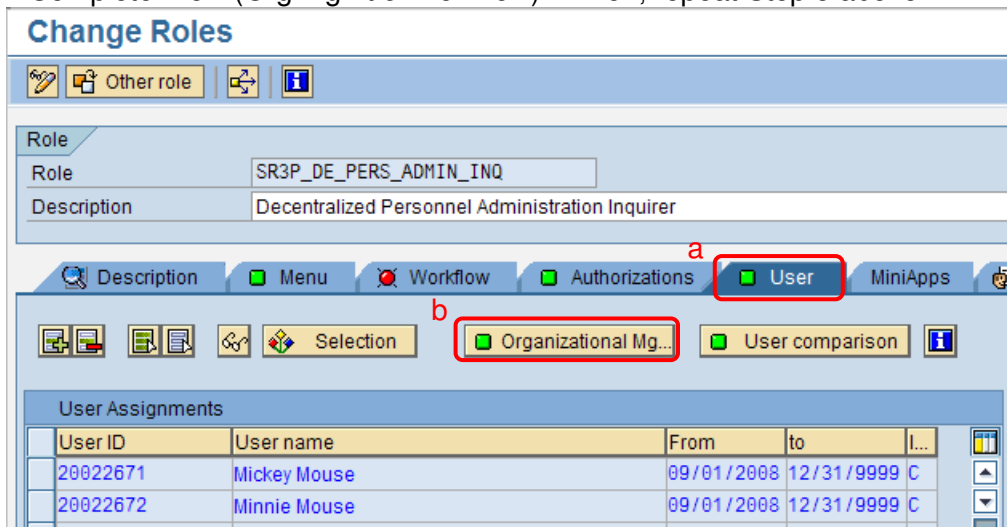 Change Roles
Other role
Role
Role SR3P_DE_PERS_ADMIN_INQ
Description Decentralized Personnel Administration Inquirer
a
Description Menu Workflow Authorizations User MiniApps
b
Selection Organizational Mg... User comparison
User Assignments
User ID User name From to I...
20022671 Mickey Mouse 09/01/2008 12/31/9999 C
20022672 Minnie Mouse 09/01/2008 12/31/9999 C